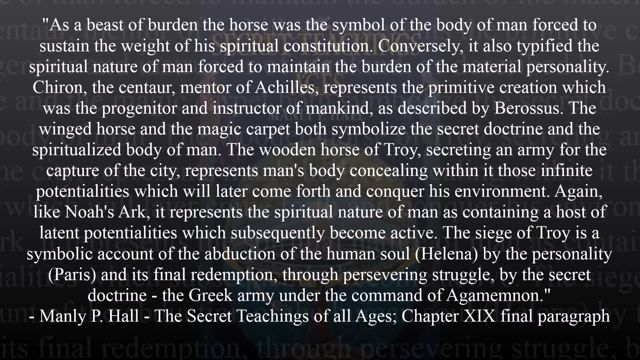 "As a beast of burden the horse was the symbol of the body of man forced to
sustain the weight of his spiritual constitution. Conversely, it also typified the
spiritual nature of man forced to maintain the burden of the material personality.
Chiron, the centaur, mentor of Achilles, represents the primitive creation which
was the progenitor and instructor of mankind, as described by Berossus. The
winged horse and the magic carpet both symbolize the secret doctrine and the
spiritualized body of man. The wooden horse of Troy, secreting an army for the
capture of the city, represents man's body concealing within it those infinite
potentialities which will later come forth and conquer his environment. Again,
like Noah's Ark, it represents the spiritual nature of man as containing a host of
latent potentialities which subsequently become active. The siege of Troy is a
symbolic account of the abduction of the human soul (Helena) by the personality
(Paris) and its final redemption, through persevering struggle, by the secret
doctrine - the Greek army under the command of Agamemnon."
- Manly P. Hall - The Secret Teachings of all Ages; Chapter XIX final paragraph